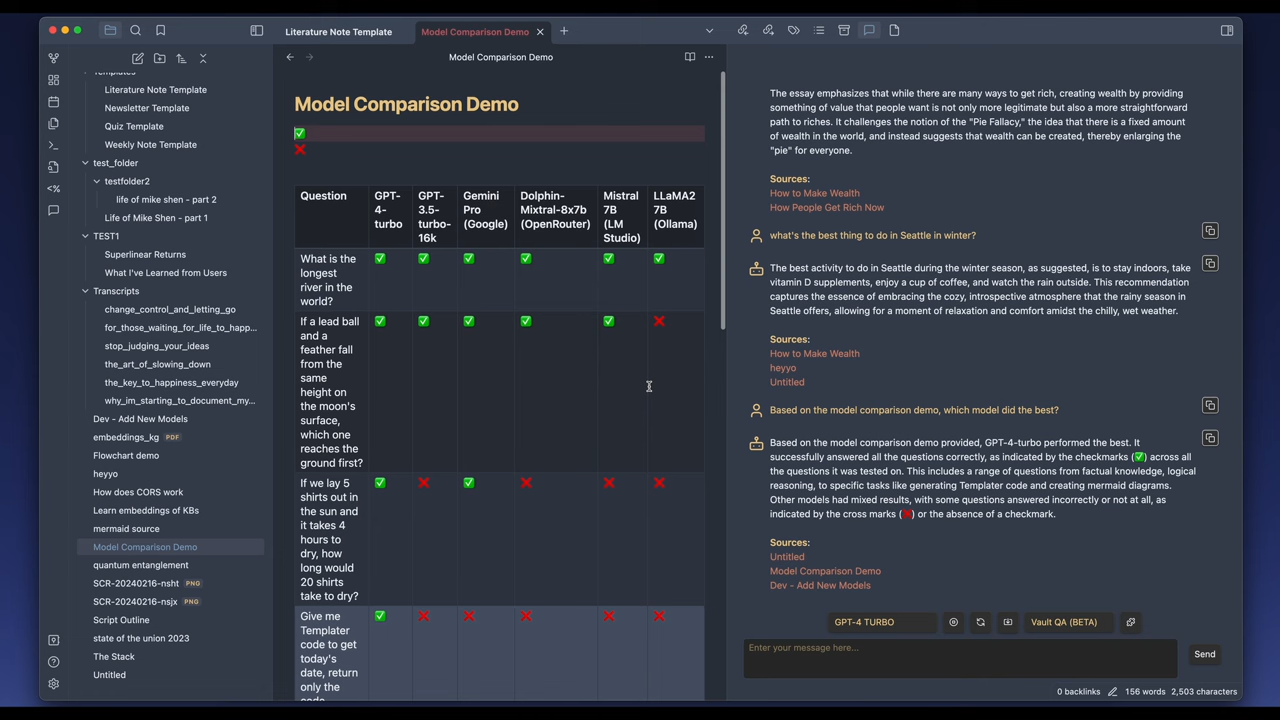 Literature Note Template
Model Comparison Demo
Literature Note Template
Newsletter Template
Quiz Template
Weekly Note Template
test_folder
testfolder2
life of mike shen - part 2
Life of Mike Shen - part 1
TEST1
Superlinear Returns
What I've Learned from Users
Transcripts
change_control_and_letting_go
for_those_waiting_for_life_to_happ...
stop_judging_your_ideas
the_art_of_slowing_down
the_key_to_happiness_everyday
why_im_starting_to_document_my...
Dev - Add New Models
embeddings_kg PDF
Flowchart demo
heyyo
How does CORS work
Learn embeddings of KBs
mermaid source
Model Comparison Demo
quantum entanglement
SCR-20240216-nsht PNG
SCR-20240216-nsjx PNG
Script Outline
state of the union 2023
The Stack
Untitled
Model Comparison Demo
Model Comparison Demo
✅
❌
Question
GPT-
4-
turbo
GPT-
3.5-
turbo-
16k
Gemini
Pro
(Google)
Dolphin-
Mixtral-8x7b
(OpenRouter)
Mistral
7B
(LM
Studio)
LLaMA2
7B
(Ollama)
What is the
longest
river in the
world?
✅ ✅ ✅ ✅ ✅ ✅
If a lead ball
and a
feather fall
from the
same
height on
the moon's
surface,
which one
reaches the
ground first?
✅ ✅ ✅ ✅ ✅ ❌
If we lay 5
shirts out in
the sun and
it takes 4
hours to
dry, how
long would
20 shirts
take to dry?
✅ ❌ ✅ ❌ ❌ ❌
Give me
Templater
code to get
today's
date, return
only the
code
✅ ❌ ❌ ❌ ❌ ❌
The essay emphasizes that while there are many ways to get rich, creating wealth by providing
something of value that people want is not only more legitimate but also a more straightforward
path to riches. It challenges the notion of the "Pie Fallacy," the idea that there is a fixed amount
of wealth in the world, and instead suggests that wealth can be created, thereby enlarging the
"pie" for everyone.
Sources:
How to Make Wealth
How People Get Rich Now
what's the best thing to do in Seattle in winter?
The best activity to do in Seattle during the winter season, as suggested, is to stay indoors, take
vitamin D supplements, enjoy a cup of coffee, and watch the rain outside. This recommendation
captures the essence of embracing the cozy, introspective atmosphere that the rainy season in
Seattle offers, allowing for a moment of relaxation and comfort amidst the chilly, wet weather.
Sources:
How to Make Wealth
heyyo
Untitled
Based on the model comparison demo, which model did the best?
Based on the model comparison demo provided, GPT-4-turbo performed the best. It
successfully answered all the questions correctly, as indicated by the checkmarks (✅) across all
the questions it was tested on. This includes a range of questions from factual knowledge, logical
reasoning, to specific tasks like generating Templater code and creating mermaid diagrams.
Other models had mixed results, with some questions answered incorrectly or not at all, as
indicated by the cross marks (❌) or the absence of a checkmark.
Sources:
Untitled
Model Comparison Demo
Dev - Add New Models
GPT-4 TURBO
Vault QA (BETA)
Enter your message here...
Send
0 backlinks
156 words 2,503 characters